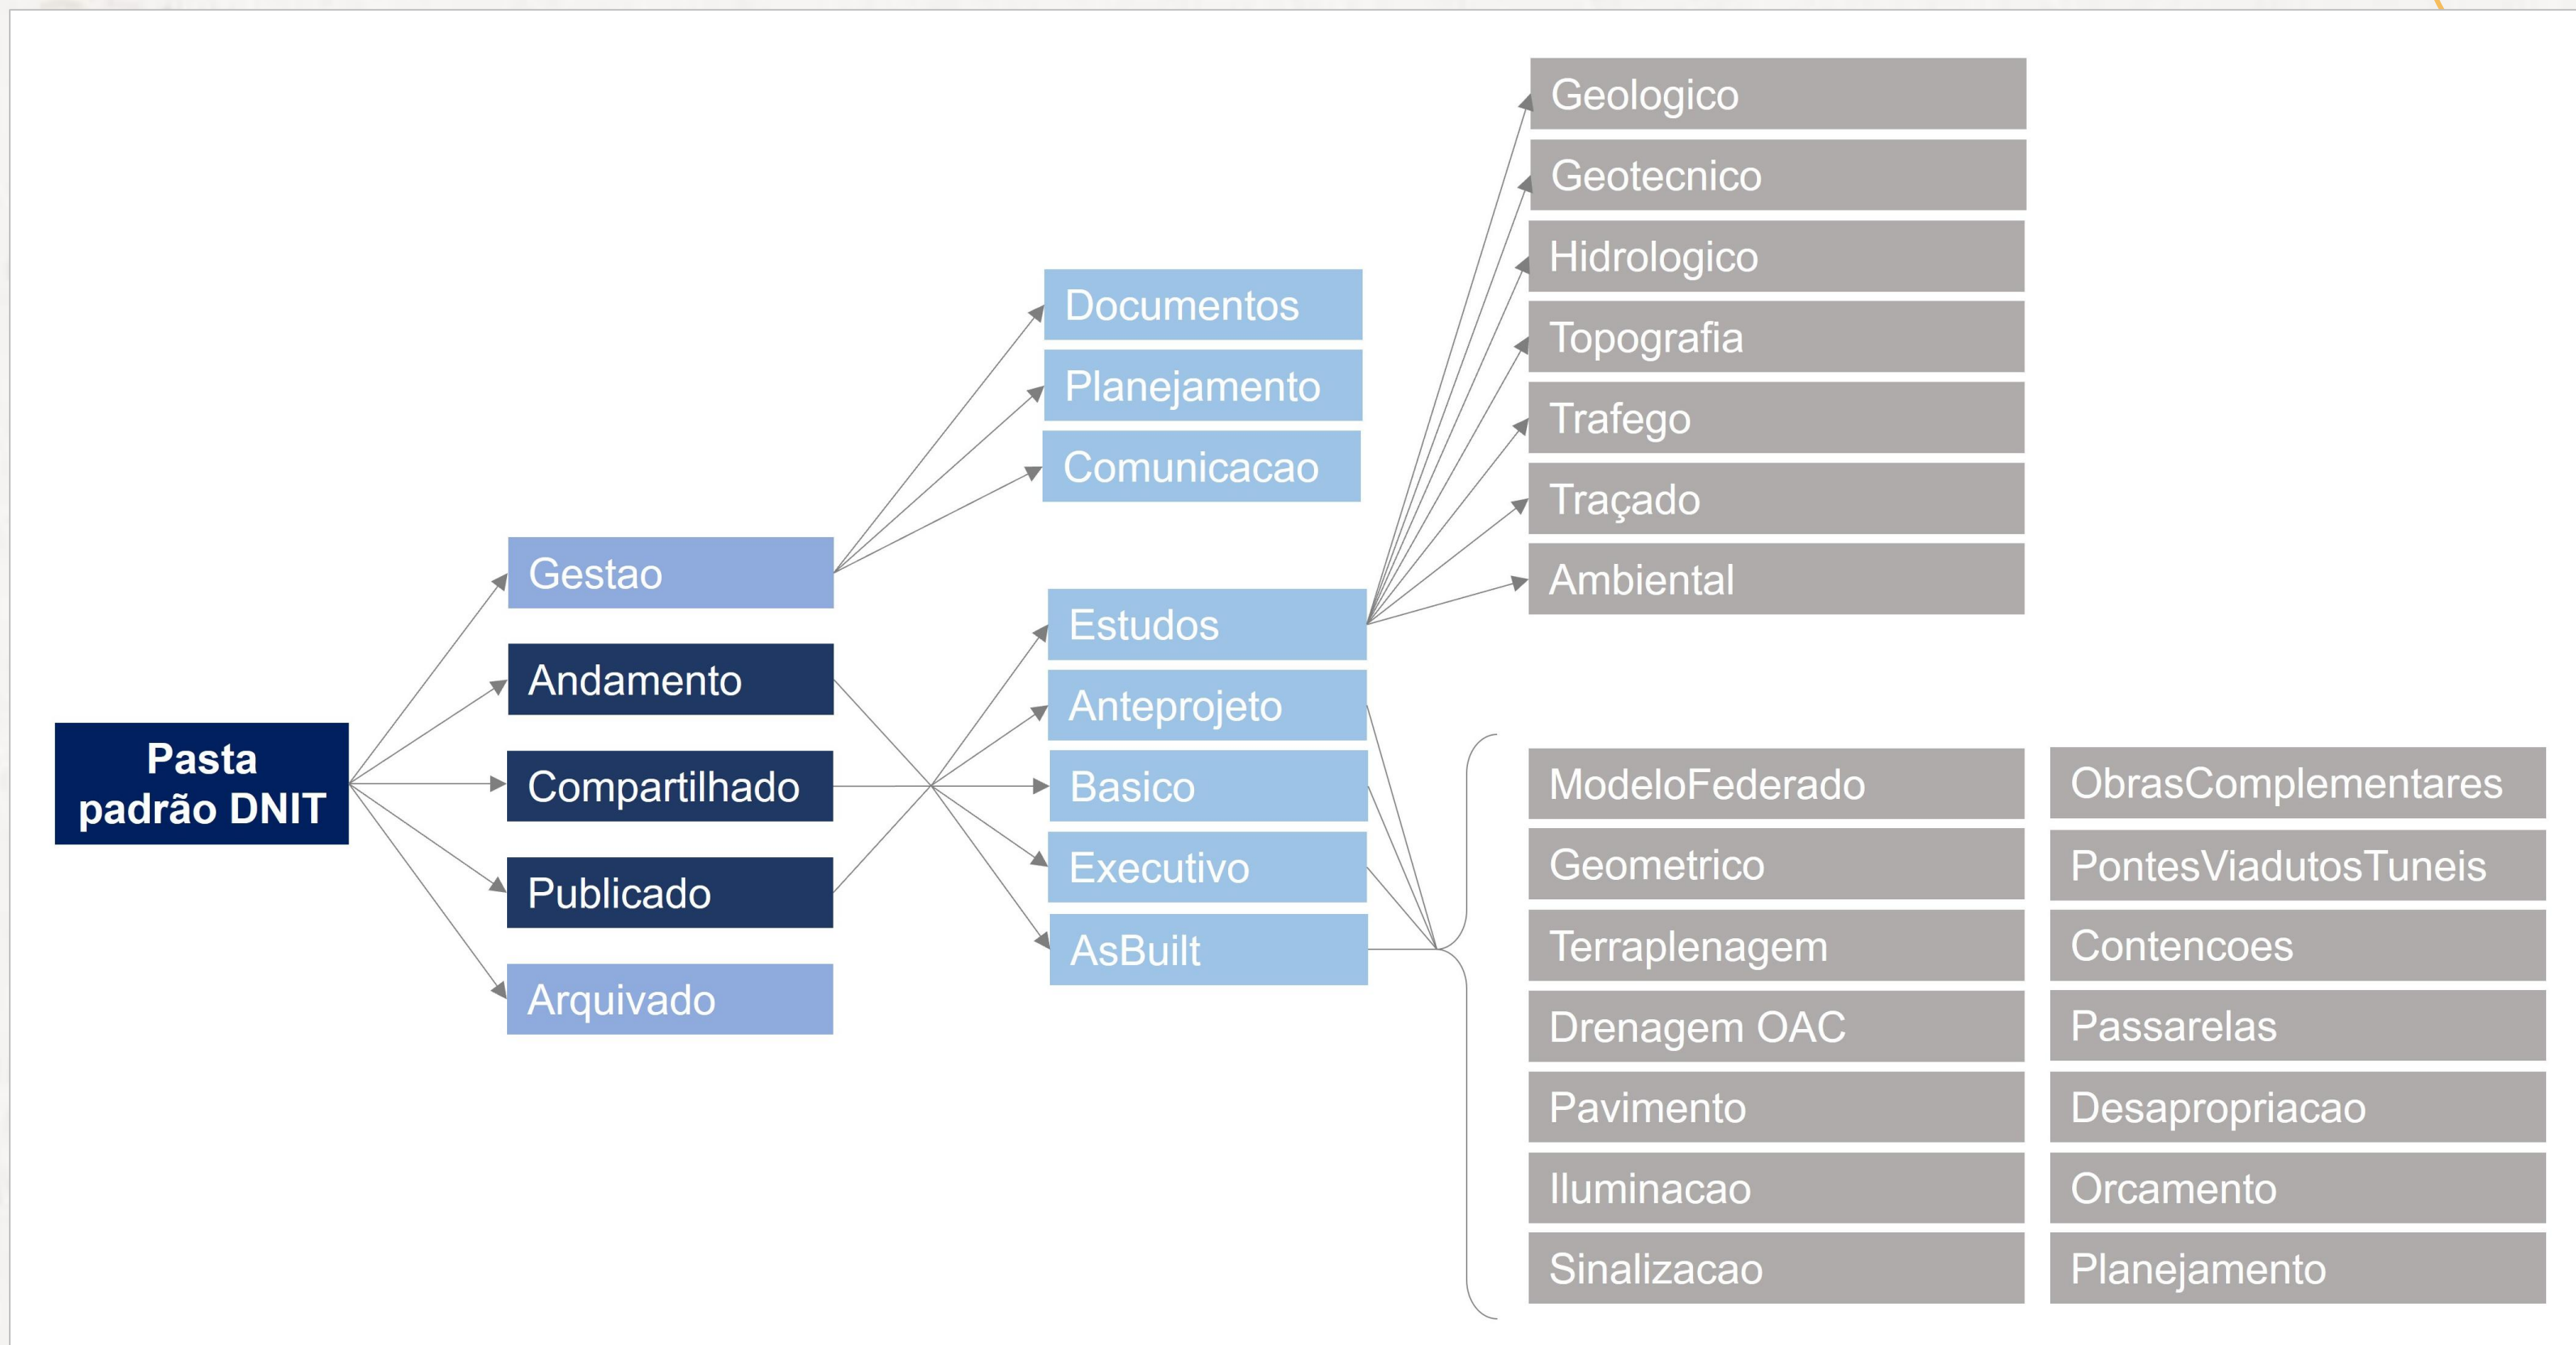 Pasta
padrão DNIT
Gestao
Andamento
Compartilhado
Publicado
Arquivado
Documentos
Planejamento
Comunicacao
Estudos
Anteprojeto
Basico
Executivo
AsBuilt
Geologico
Geotecnico
Hidrologico
Topografia
Trafego
Traçado
Ambiental
ModeloFederado
Geometrico
Terraplenagem
Drenagem OAC
Pavimento
Iluminacao
Sinalizacao
ObrasComplementares
PontesViadutosTuneis
Contencoes
Passarelas
Desapropriacao
Orcamento
Planejamento